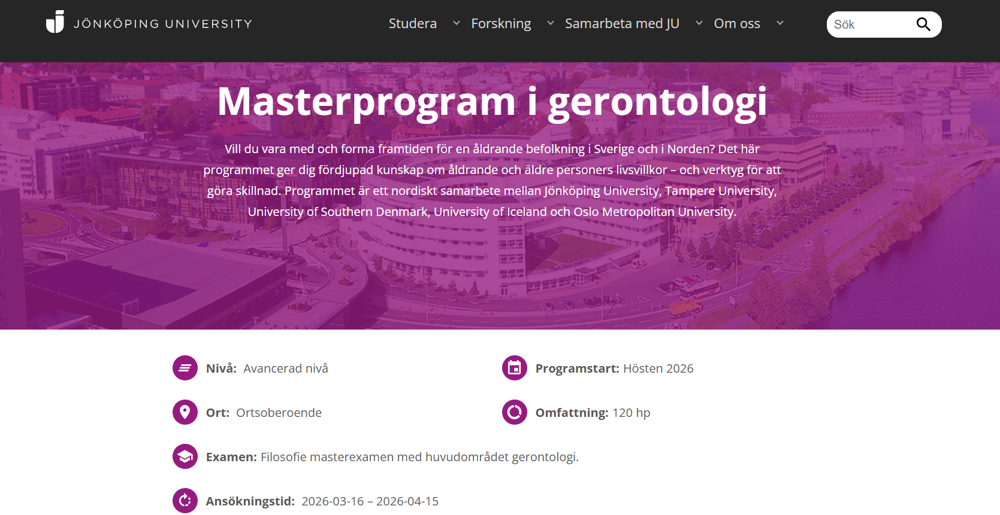 JÖNKÖPING UNIVERSITY
Studera
Forskning
Samarbeta med JU
Om oss
Sök
Masterprogram i gerontologi
Vill du vara med och forma framtiden för en åldrande befolkning i Sverige och i Norden? Det här
programmet ger dig fördjupad kunskap om åldrande och äldre personers livsvillkor – och verktyg för att
göra skillnad. Programmet är ett nordiskt samarbete mellan Jönköping University, Tampere University,
University of Southern Denmark, University of Iceland och Oslo Metropolitan University.
Nivå: Avancerad nivå
Programstart: Hösten 2026
Ort: Ortsoberoende
Omfattning: 120 hp
Examen: Filosofie masterexamen med huvudområdet gerontologi.
Ansökningstid: 2026-03-16 – 2026-04-15